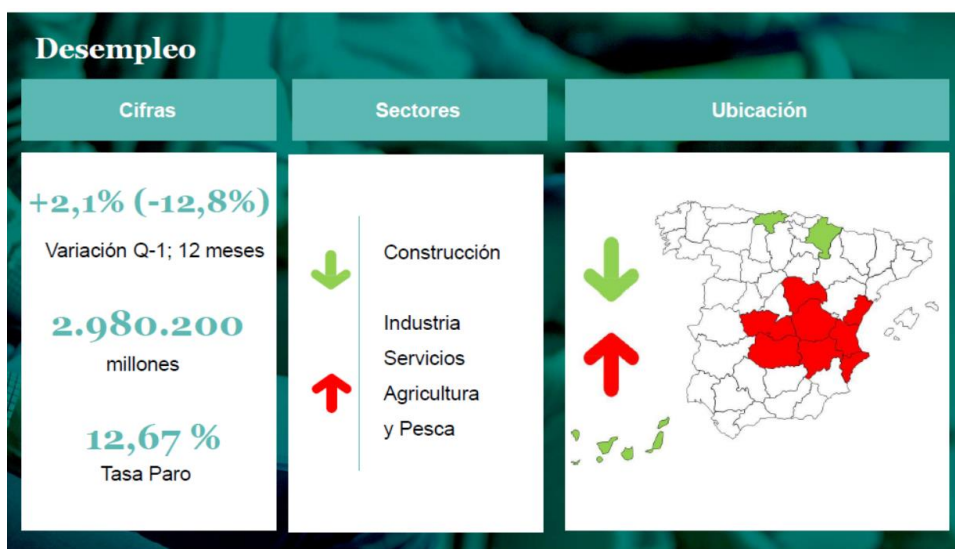 Desempleo
Cifras
+2,1% (-12,8%)
Variación Q-1; 12 meses
2.980.200
millones
12,67 %
Tasa Paro
Sectores
Construcción
Industria
Servicios
Agricultura
y Pesca
Ubicación